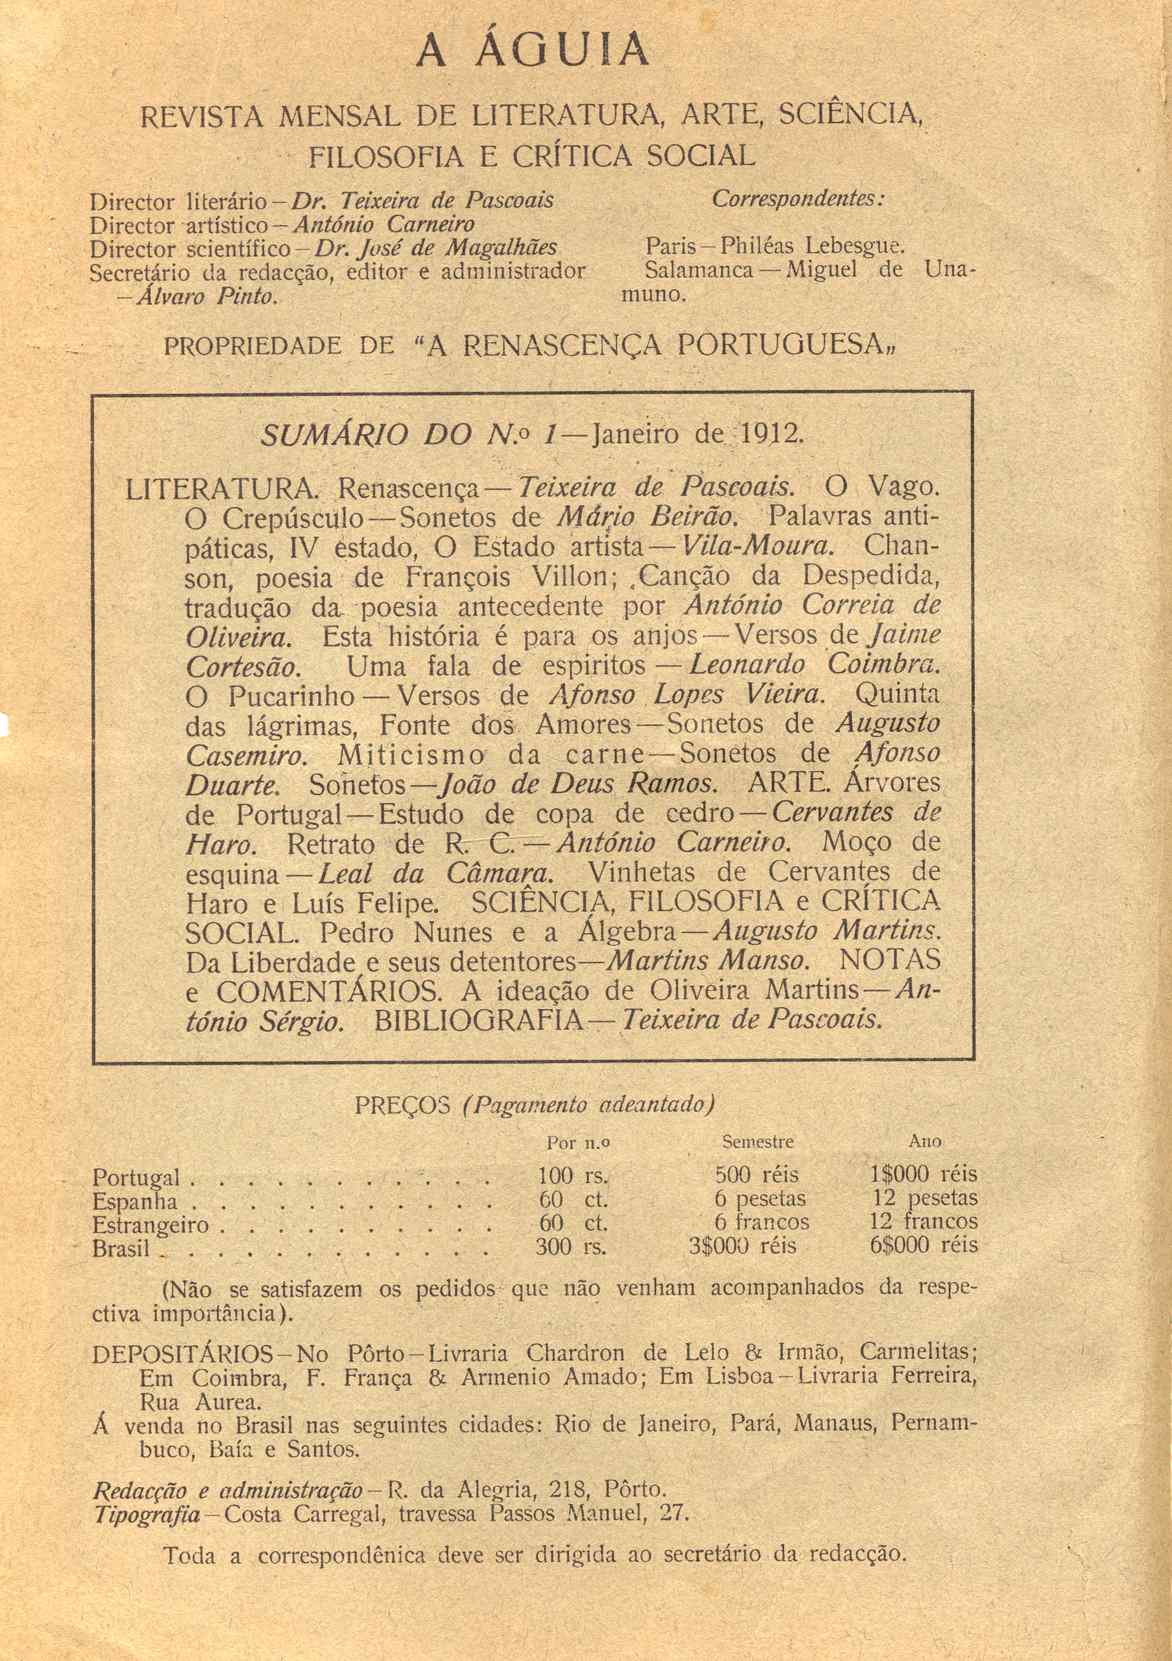 A ÁGUIA
REVISTA MENSAL DE LITERATURA, ARTE, SCIÊNCIA,
FILOSOFIA E CRÍTICA SOCIAL
Director literário—Dr. Teixeira de Pascoais
Director artístico—António Carneiro
Director scientífico—Dr. José de Magalhães
Secretário da redacção, editor e administrador
—Álvaro Pinto.
Correspondentes:
Paris—Philéas Lebesgue.
Salamanca—Miguel de Una-
muno.
PROPRIEDADE DE "A RENASCENÇA PORTUGUESA„
SUMÁRIO DO N.º 1—Janeiro de 1912.
LITERATURA. Renascença—Teixeira de Pascoais. O Vago.
O Crepúsculo—Sonetos de Mário Beirão. Palavras anti-
páticas, IV estado, O Estado artista—Vila-Moura. Chan-
son, poesia de François Villon; Canção da Despedida,
tradução da poesia antecedente por António Correia de
Oliveira. Esta história é para os anjos—Versos de Jaime
Cortesão. Uma fala de espiritos—Leonardo Coimbra.
O Pucarinho—Versos de Afonso Lopes Vieira. Quinta
das lágrimas, Fonte dos Amores—Sonetos de Augusto
Casemiro. Miticismo da carne—Sonetos de Afonso
Duarte. Sonetos—João de Deus Ramos. ARTE. Árvores
de Portugal—Estudo de copa de cedro—Cervantes de
Haro. Retrato de R. C.—António Carneiro. Moço de
esquina—Leal da Câmara. Vinhetas de Cervantes de
Haro e Luís Felipe. SCIÊNCIA, FILOSOFIA e CRÍTICA
SOCIAL. Pedro Nunes e a Álgebra—Augusto Martins.
Da Liberdade e seus detentores—Martins Manso. NOTAS
e COMENTÁRIOS. A ideação de Oliveira Martins—An-
tónio Sérgio. BIBLIOGRAFIA—Teixeira de Pascoais.
PREÇOS (Pagamento adeantado)
Por n.º Semestre Ano
Portugal . . . . . . . . . . . 100 rs. 500 réis 1$000 réis
Espanha . . . . . . . . . . . 60 ct. 6 pesetas 12 pesetas
Estrangeiro . . . . . . . . . . 60 ct. 6 francos 12 francos
Brasil . . . . . . . . . . . . 300 rs. 3$000 réis 6$000 réis
(Não se satisfazem os pedidos que não venham acompanhados da respe-
ctiva importância).
DEPOSITÁRIOS—No Pôrto—Livraria Chardron de Lelo & Irmão, Carmelitas;
Em Coimbra, F. França & Armenio Amado; Em Lisboa—Livraria Ferreira,
Rua Aurea.
Á venda no Brasil nas seguintes cidades: Rio de Janeiro, Pará, Manaus, Pernam-
buco, Baía e Santos.
Redacção e administração—R. da Alegria, 218, Pôrto.
Tipografia—Costa Carregal, travessa Passos Manuel, 27.
Toda a correspondênica deve ser dirigida ao secretário da redacção.